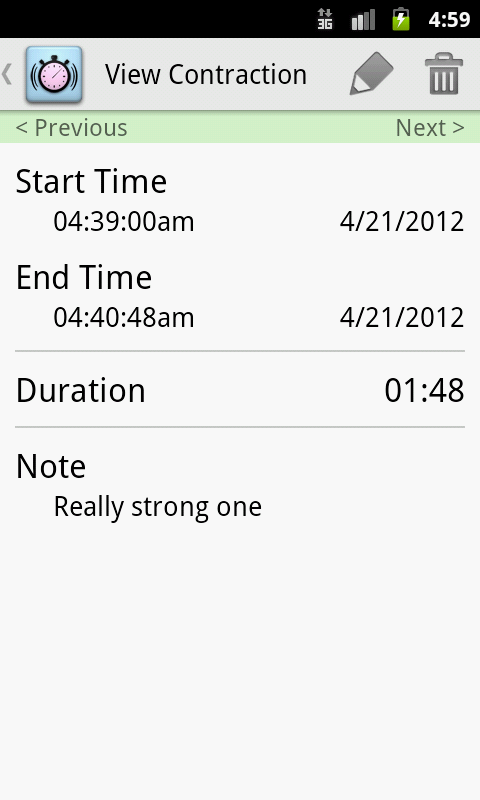 3G 4:59
View Contraction
< Previous Next >
Start Time
04:39:00am 4/21/2012
End Time
04:40:48am 4/21/2012
Duration 01:48
Note
Really strong one